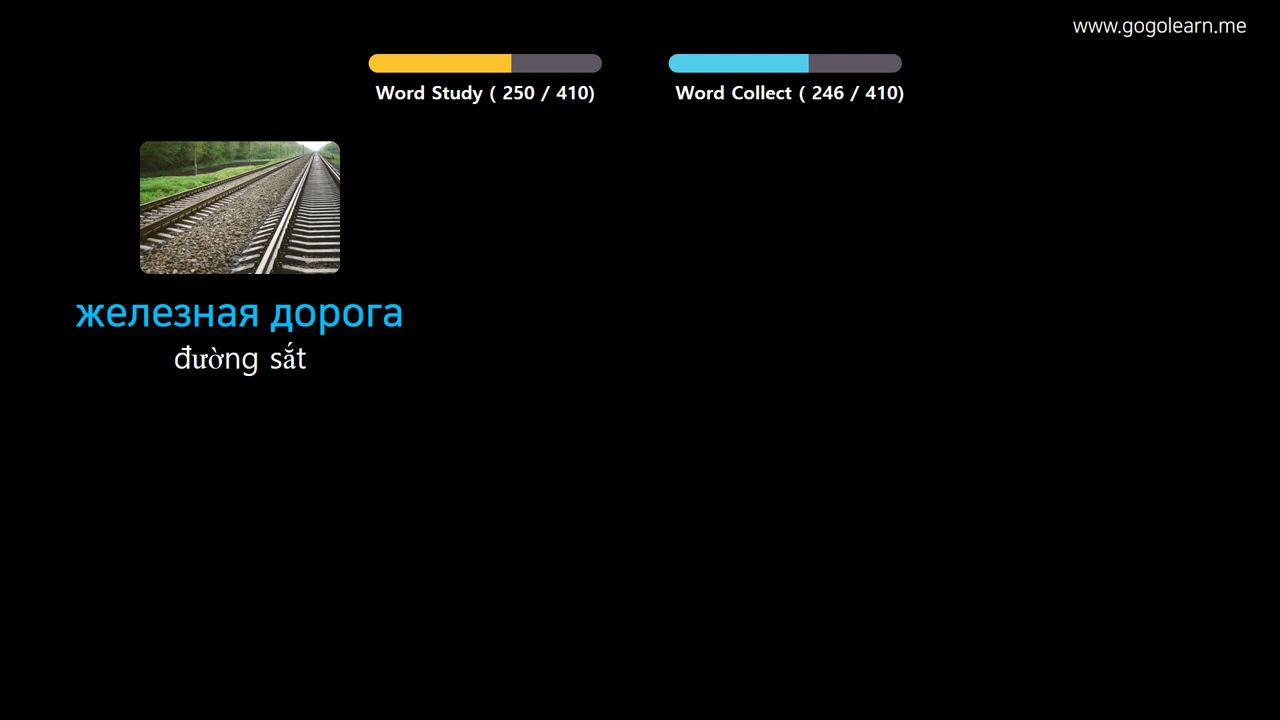 www.gogolearn.me
Word Study ( 250 / 410)
Word Collect ( 246 / 410)
железная дорога
đường sắt